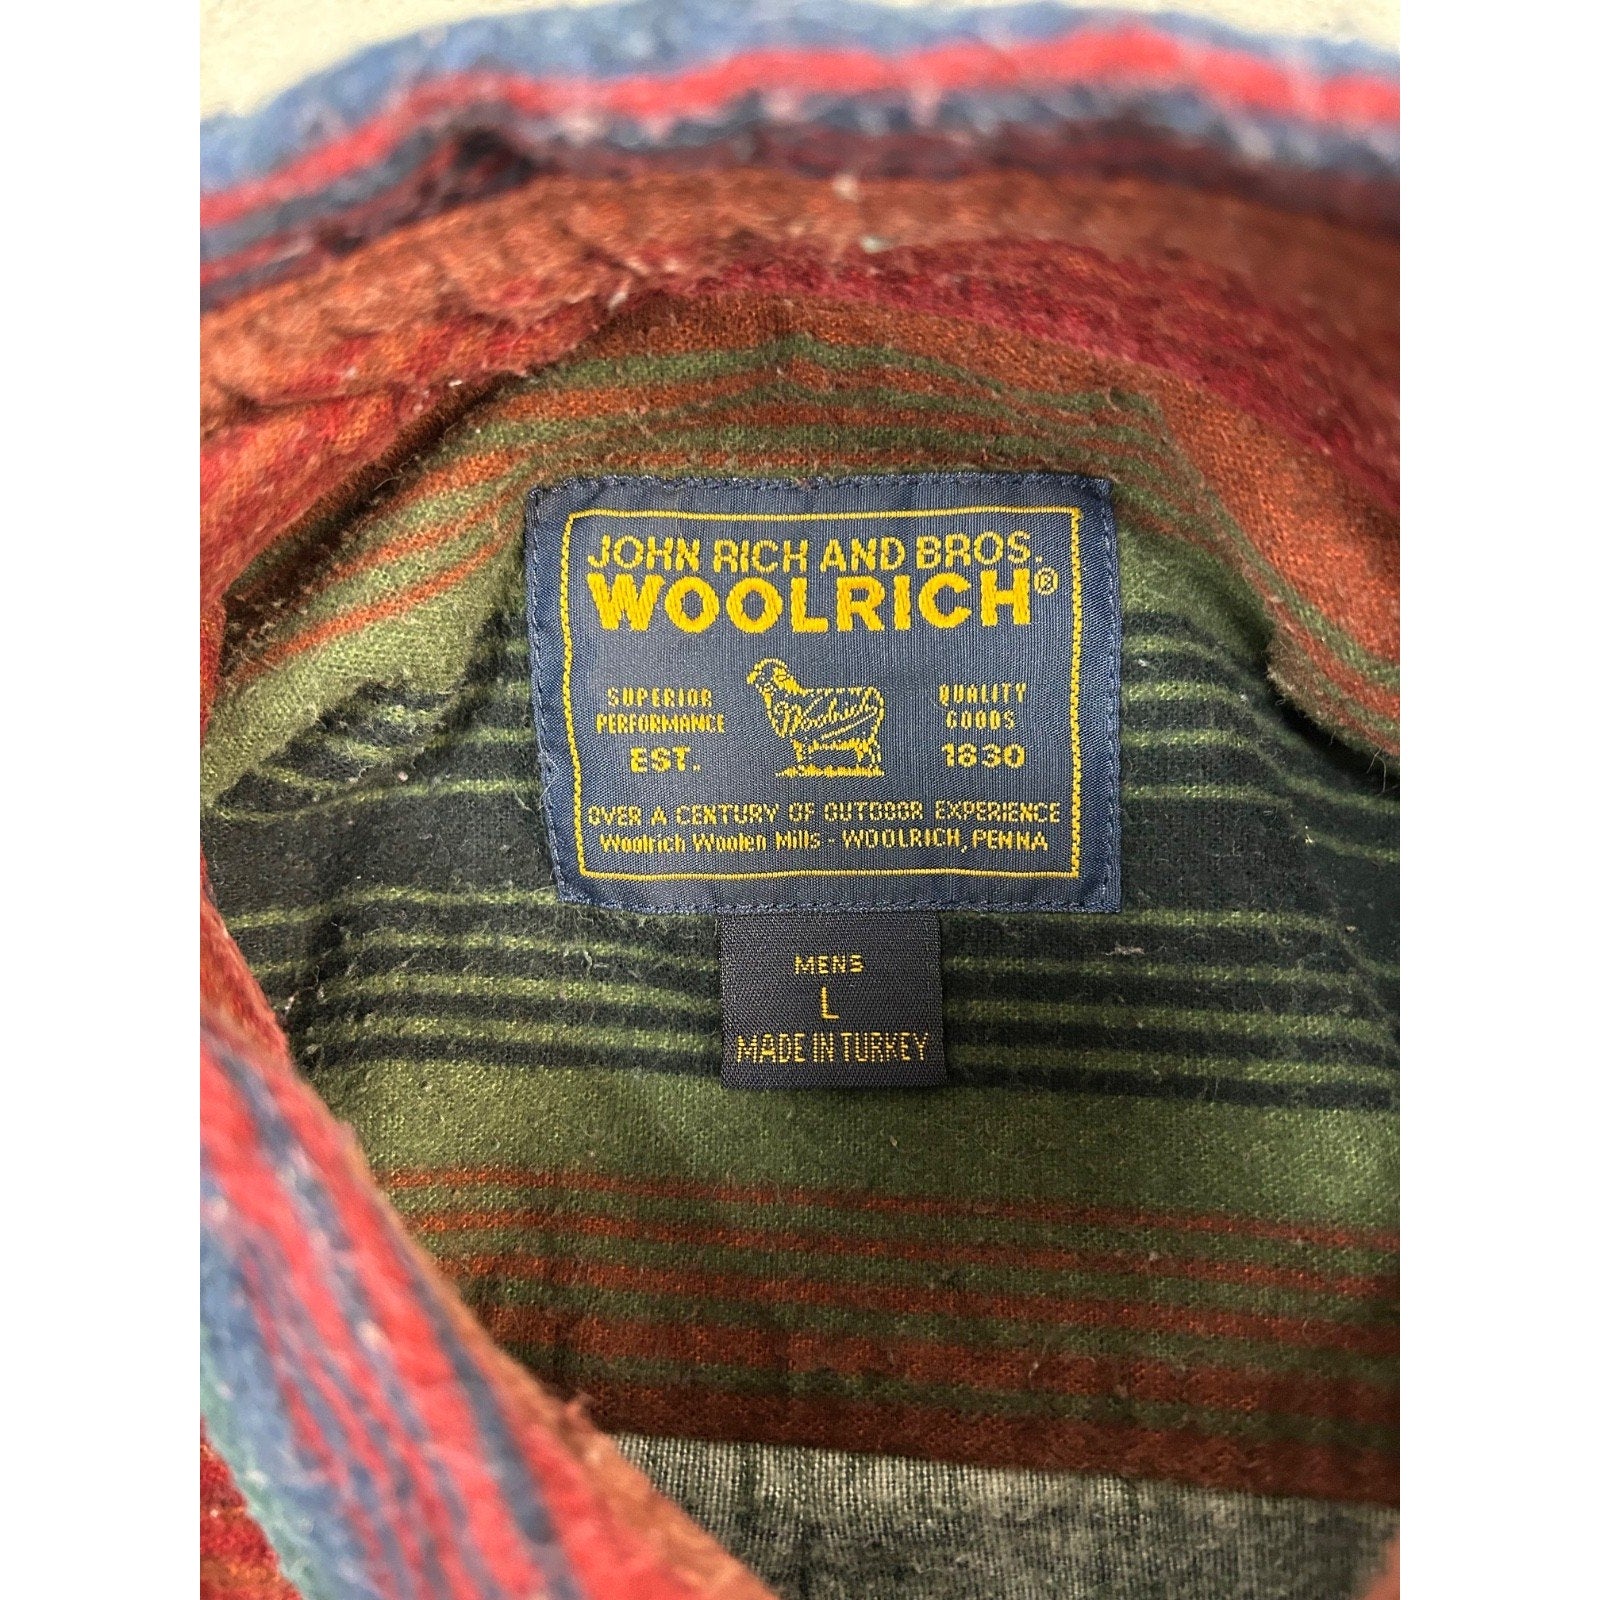 JOHN RICH AND BROS.
WOOLRICH®
SUPERIOR
PERFORMANCE
EST.
Woolrich
QUALITY
GOODS
1830
OVER A CENTURY OF OUTDOOR EXPERIENCE
Woolrich Woolen Mills - WOOLRICH, PENNA
MENS
L
MADE IN TURKEY